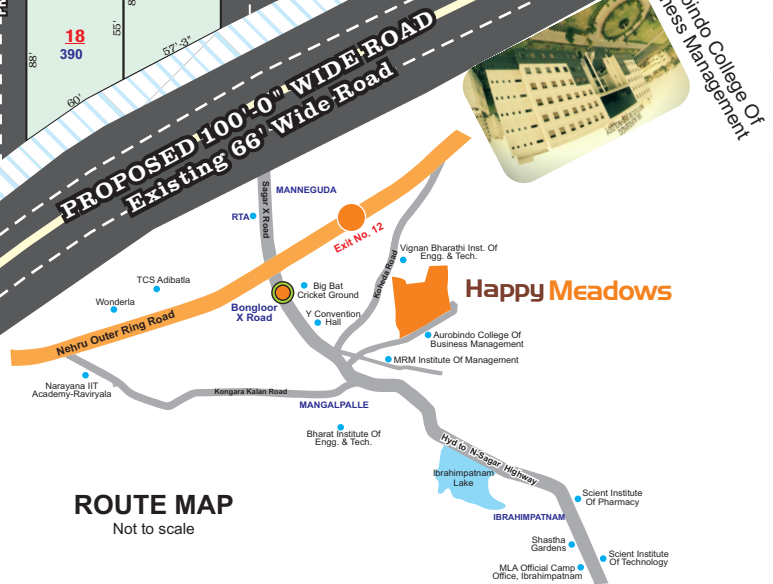 18
390
88'
55'
57'-3"
60'
PROPOSED 100'-0" WIDE ROAD
Existing 66' Wide Road
obindo College Of
ness Management
MANNEGUDA
RTA
Sagar X Road
Exit No. 12
Vignan Bharathi Inst. Of
Engg. & Tech.
Koheda Road
Happy Meadows
TCS Adibatla
Wonderla
Big Bat
Cricket Ground
Bongloor
X Road
Y Convention
Hall
Nehru Outer Ring Road
Aurobindo College Of
Business Management
MRM Institute Of Management
Narayana IIT
Academy-Raviryala
Kongara Kalan Road
MANGALPALLE
Bharat Institute Of
Engg. & Tech.
Hyd to N-Sagar Highway
Ibrahimpatnam
Lake
ROUTE MAP
Not to scale
IBRAHIMPATNAM
Scient Institute
Of Pharmacy
Shastha
Gardens
Scient Institute
Of Technology
MLA Official Camp
Office, Ibrahimpatnam